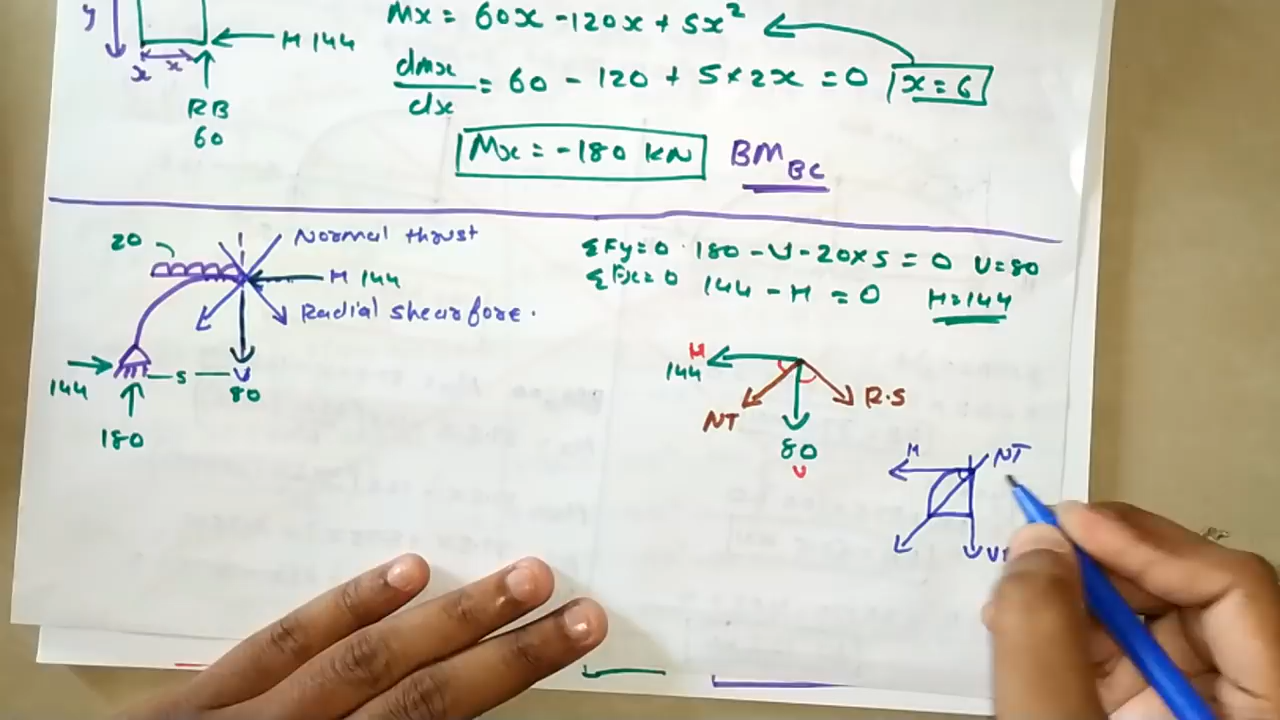 y
H 144
x
x
RB
60
Mx = 60x - 120x + 5x²
dmx/dx = 60 - 120 + 5*2x = 0 x = 6
Mx = -180 kN BM BC
20
Normal thrust
H 144
Radial shear fore.
144
5
V
80
180
ΣFy=0 180 - V - 20×5 = 0 V=80
ΣFx=0 144 - H = 0 H=144
H
144
NT
R.S
80
V
H
NT
V